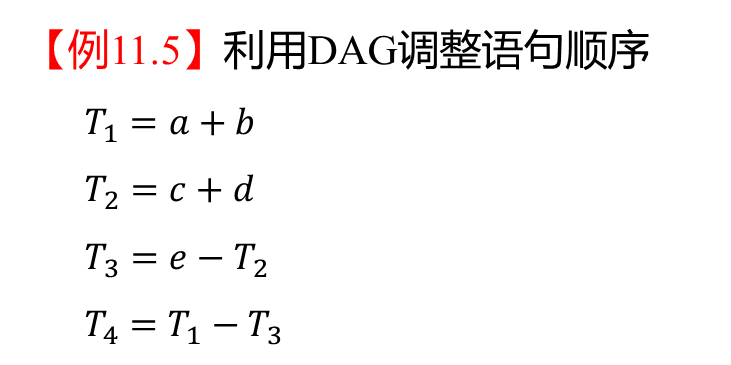 【例11.5】利用DAG调整语句顺序
T₁ = a + b
T₂ = c + d
T₃ = e − T₂
T₄ = T₁ − T₃